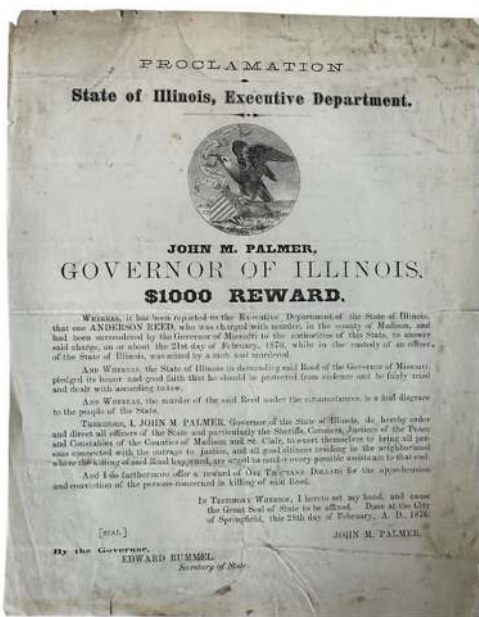 PROCLAMATION
State of Illinois, Executive Department.
JOHN M. PALMER,
GOVERNOR OF ILLINOIS.
$1000 REWARD.
WHEREAS, it has been reported to the Executive Department of the State of Illinois,
that one ANDERSON REED, who was charged with murder, in the county of Madison, and
had been surrendered by the Governor of Missouri to the authorities of this State, to answer
said charge, on or about the 21st day of February, 1870, while in the custody of an officer,
of the State of Illinois, was seized by a mob and murdered.
AND WHEREAS, the State of Illinois in demanding said Reed of the Governor of Missouri
pledged its honor and good faith that he should be protected from violence and be fairly tried
and dealt with according to law,
AND WHEREAS, the murder of the said Reed under the circumstances, is a foul disgrace
to the people of the State,
THEREFORE, I, JOHN M. PALMER, Governor of the State of Illinois, do hereby order
and direct all officers of the State and particularly the Sheriffs, Coroners, Justices of the Peace
and Constables of the Counties of Madison and St. Clair, to exert themselves to bring all per-
sons connected with the outrage to justice, and all good citizens residing in the neighborhood
where the killing of said Reed happened, are urged to render every possible assistance to that end.
And I do farthermore offer a reward of ONE THOUSAND DOLLARS for the apprehension
and conviction of the persons concerned in killing of said Reed.
IN TESTIMONY WHEREOF, I hereto set my hand, and cause
the Great Seal of State to be affixed. Done at the City
of Springfield, this 28th day of February, A. D., 1870.
[SEAL]
JOHN M. PALMER.
By the Governor,
EDWARD RUMMEL,
Secretary of State